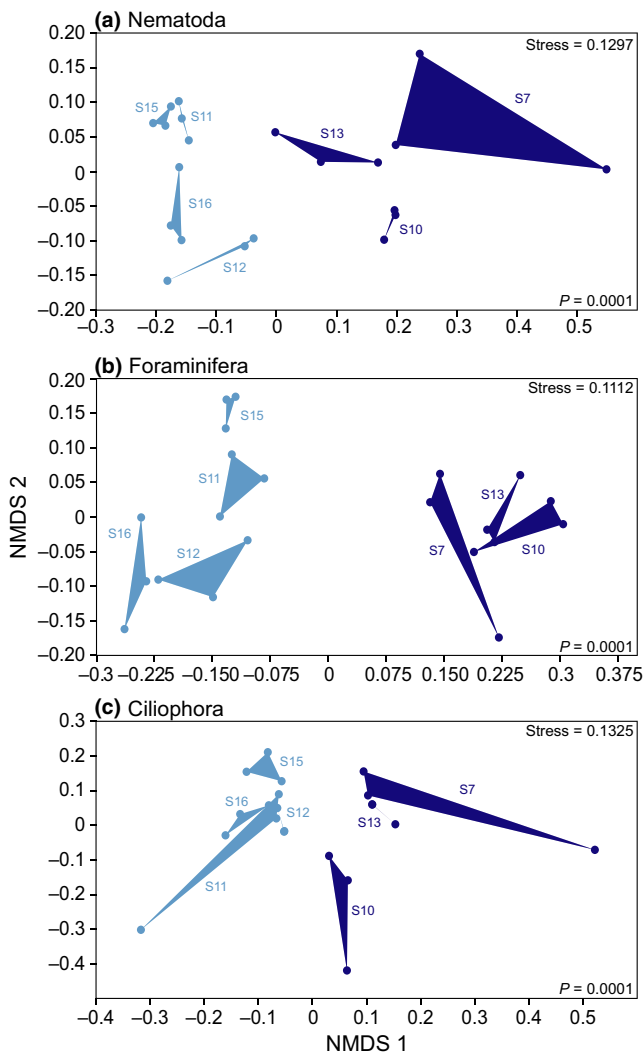 (a) Nematoda
Stress = 0.1297
0.20
0.15
0.10
0.05
0
–0.05
–0.10
–0.15
–0.20
S15
S11
S16
S12
S13
S7
S10
P = 0.0001
–0.3 –0.2 –0.1 0 0.1 0.2 0.3 0.4 0.5
(b) Foraminifera
Stress = 0.1112
NMDS 2
0.20
0.15
0.10
0.05
0
–0.05
–0.10
–0.15
–0.20
S15
S11
S16
S12
S13
S7
S10
P = 0.0001
–0.3 –0.225 –0.150 –0.075 0 0.075 0.150 0.225 0.3 0.375
(c) Ciliophora
Stress = 0.1325
0.3
0.2
0.1
0
–0.1
–0.2
–0.3
–0.4
S15
S16
S12
S11
S7
S13
S10
P = 0.0001
–0.4 –0.3 –0.2 –0.1 0 0.1 0.2 0.3 0.4 0.5
NMDS 1